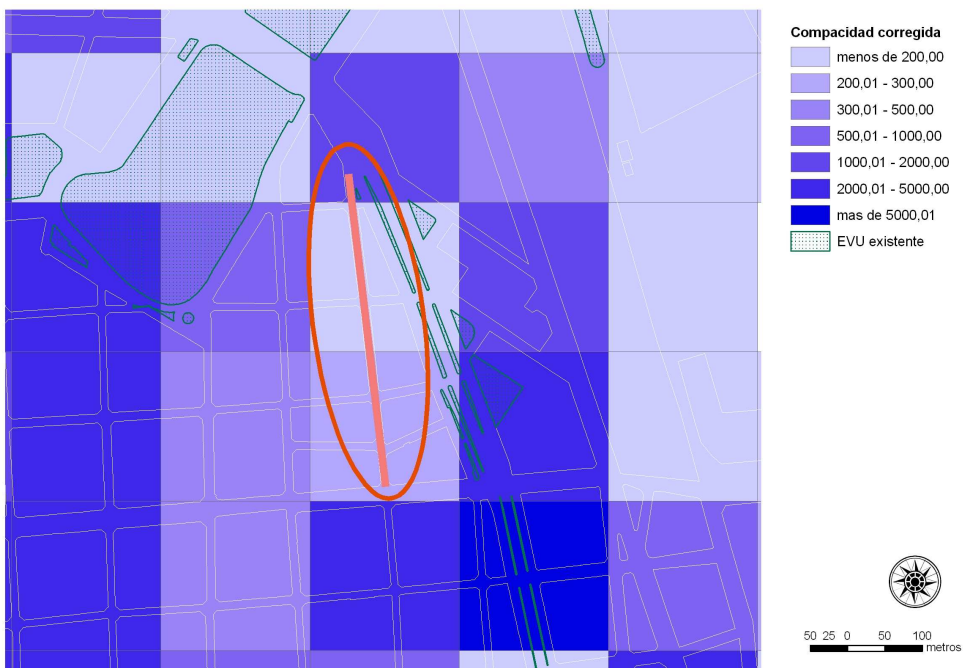 Compacidad corregida
menos de 200,00
200,01 - 300,00
300,01 - 500,00
500,01 - 1000,00
1000,01 - 2000,00
2000,01 - 5000,00
mas de 5000,01
EVU existente
50 25 0 50 100
metros